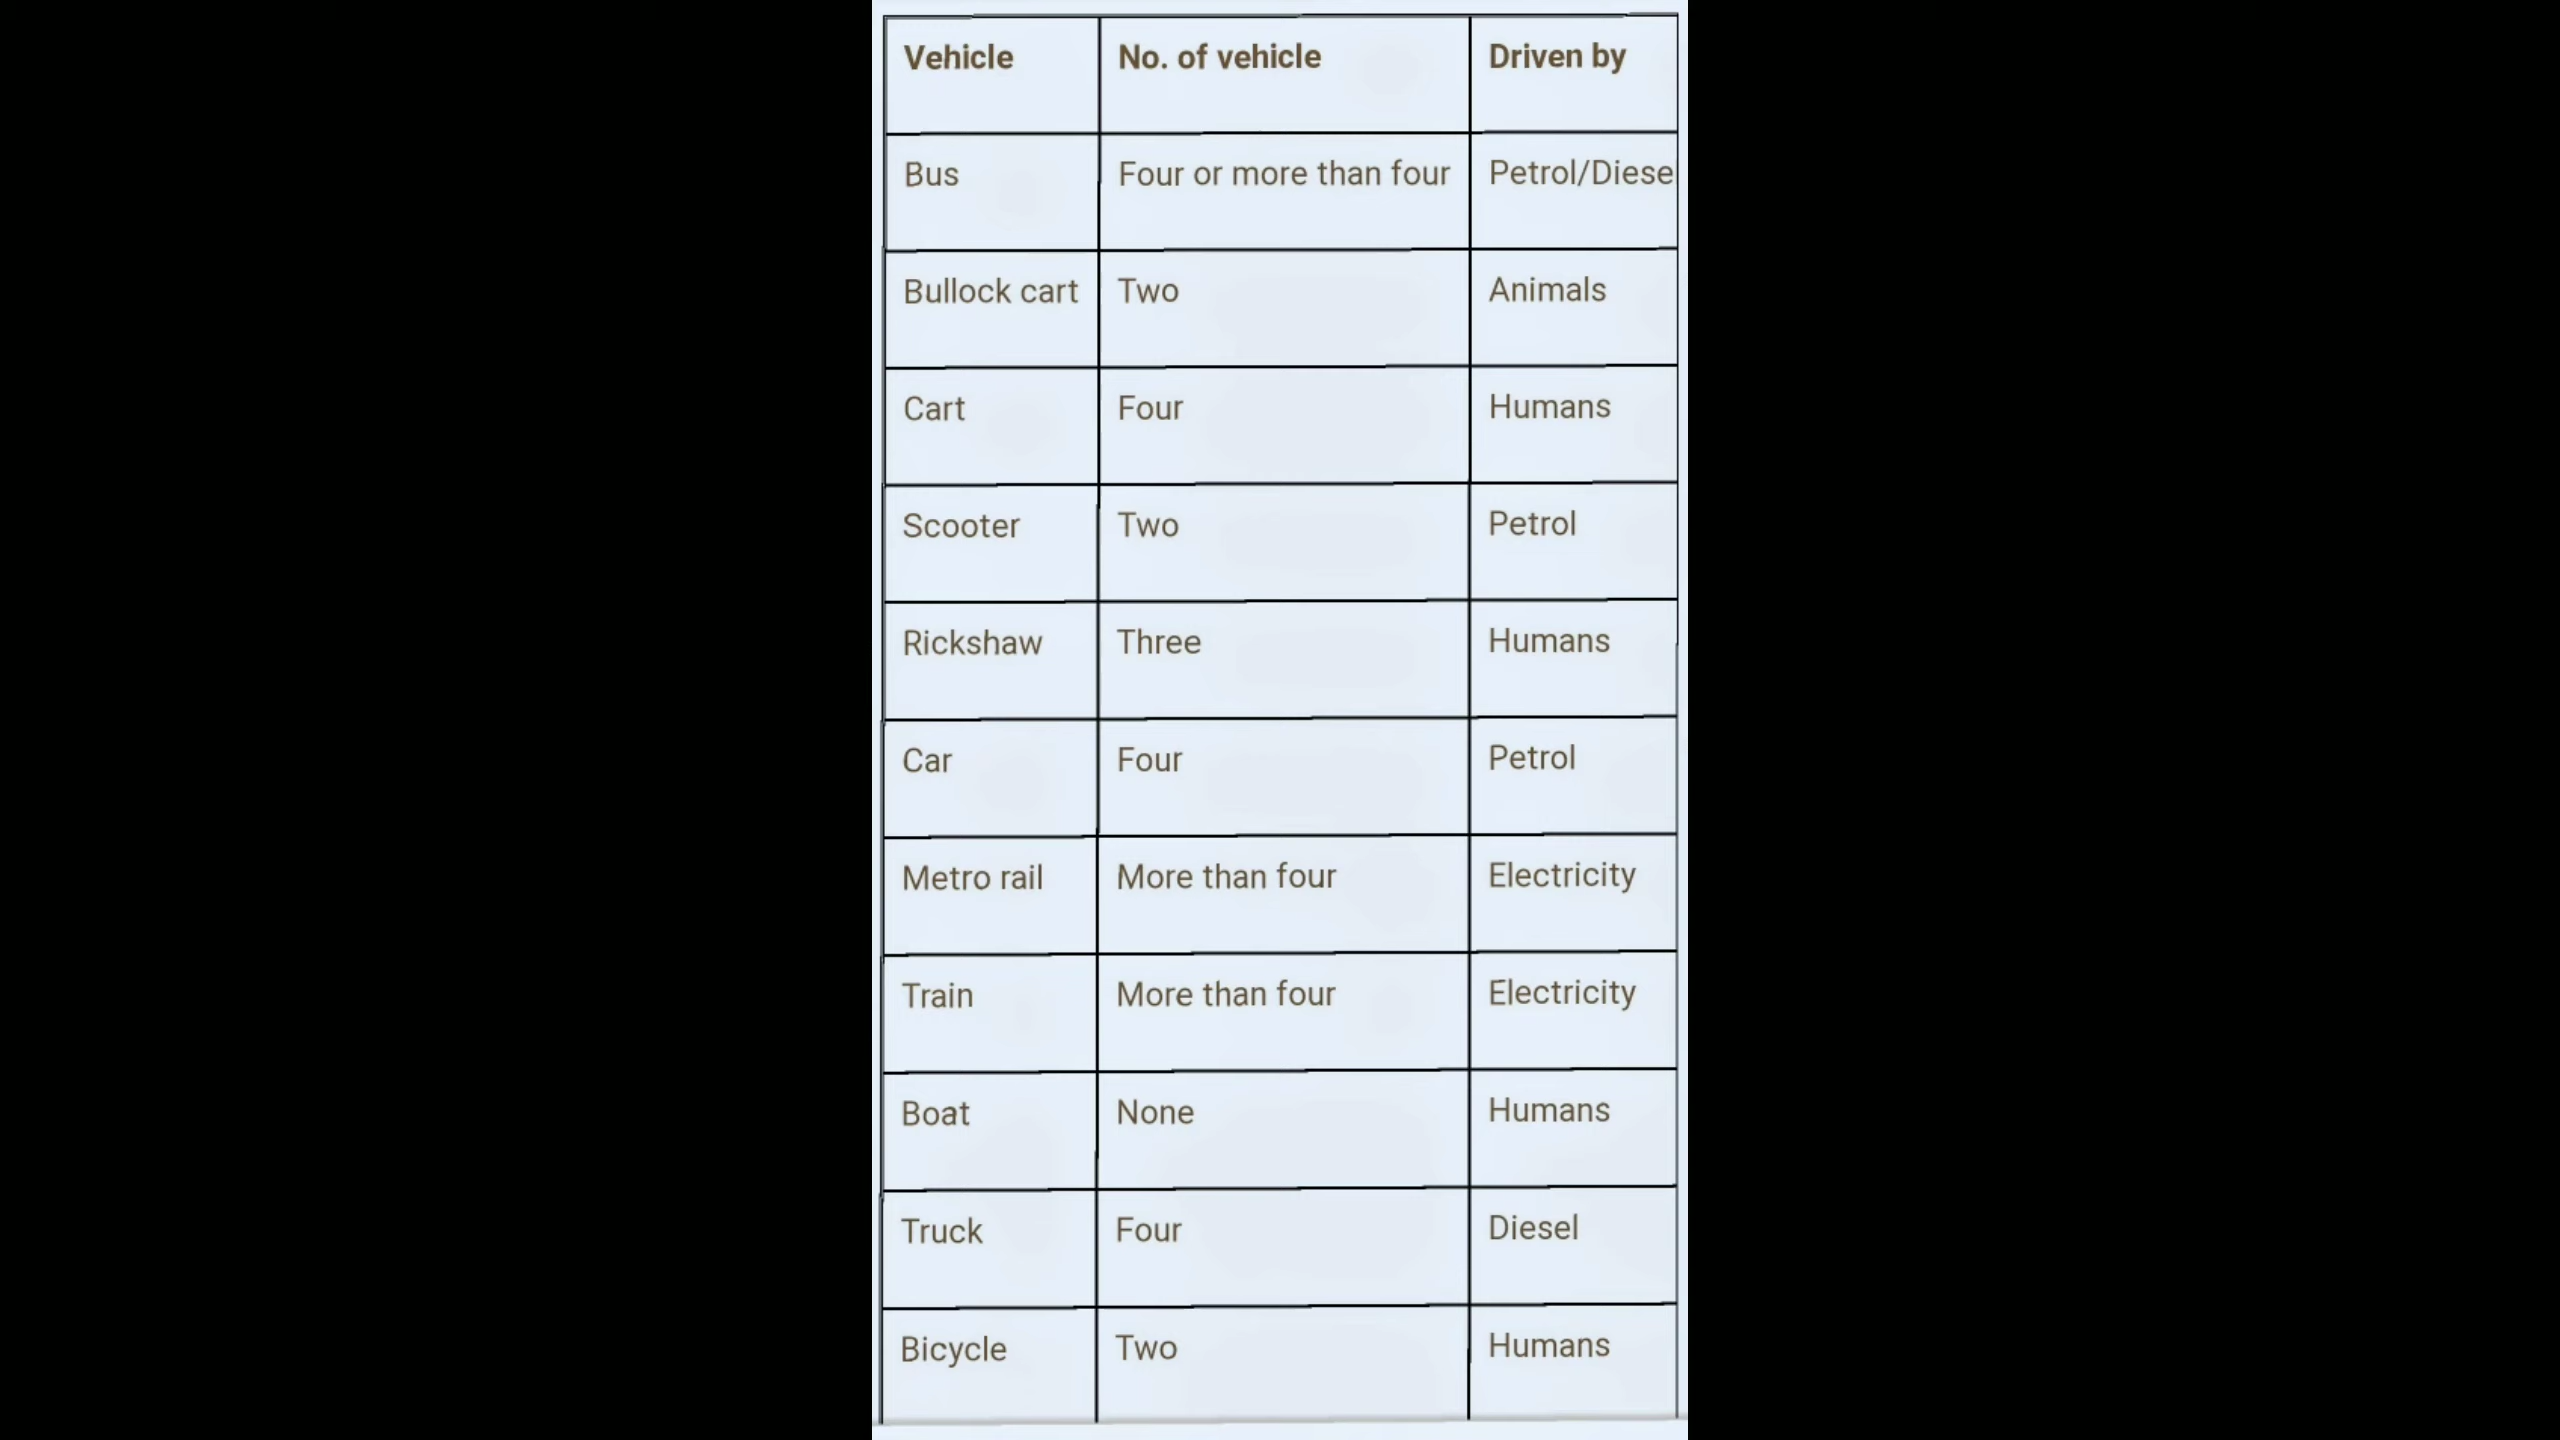 Vehicle No. of vehicle Driven by
Bus Four or more than four Petrol/Diese
Bullock cart Two Animals
Cart Four Humans
Scooter Two Petrol
Rickshaw Three Humans
Car Four Petrol
Metro rail More than four Electricity
Train More than four Electricity
Boat None Humans
Truck Four Diesel
Bicycle Two Humans